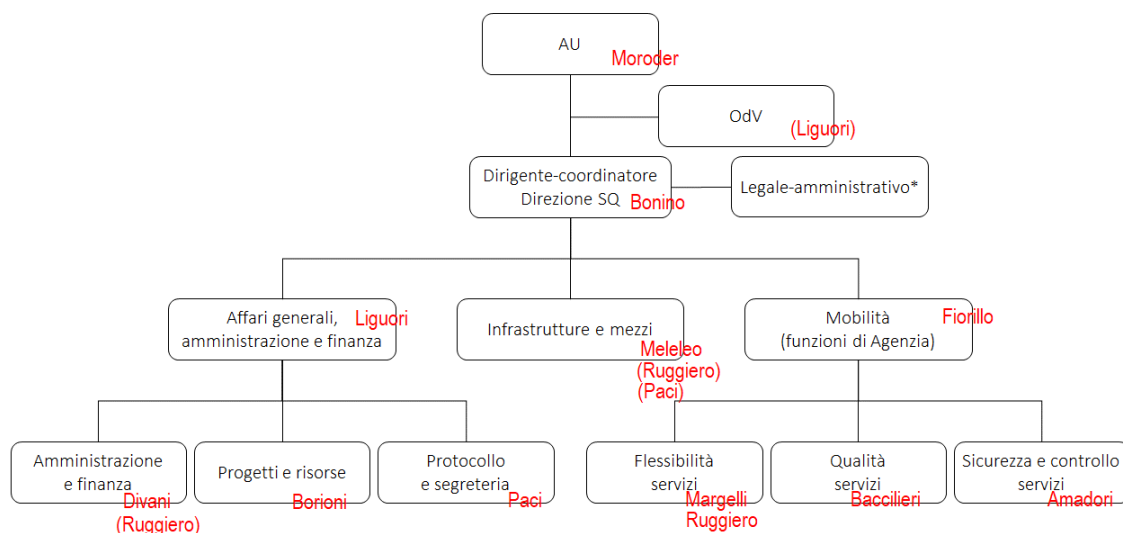 AU
Moroder
OdV
(Liguori)
Dirigente-coordinatore
Direzione SQ
Bonino
Legale-amministrativo*
Affari generali,
amministrazione e finanza
Liguori
Infrastrutture e mezzi
Meleleo
(Ruggiero)
(Paci)
Mobilità
(funzioni di Agenzia)
Fiorillo
Amministrazione
e finanza
Divani
(Ruggiero)
Progetti e risorse
Borioni
Protocollo
e segreteria
Paci
Flessibilità
servizi
Margelli
Ruggiero
Qualità
servizi
Baccilieri
Sicurezza e controllo
servizi
Amadori